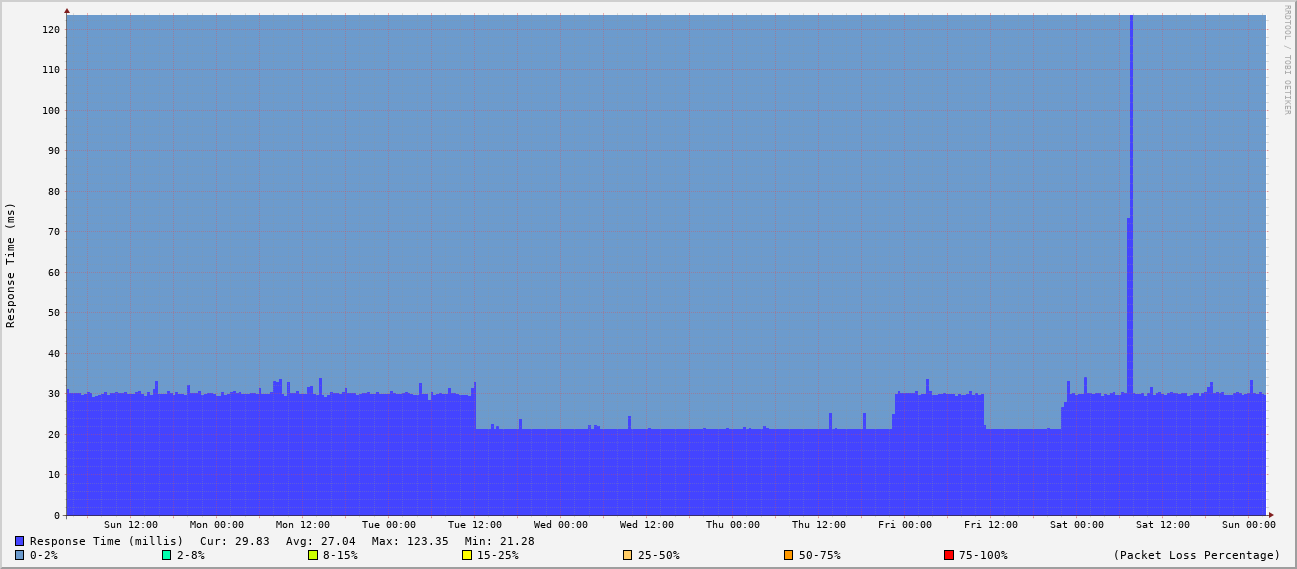 RRDTOOL / TOBI OETIKER
Response Time (ms)
120
110
100
90
80
70
60
50
40
30
20
10
0
Sun 12:00 Mon 00:00 Mon 12:00 Tue 00:00 Tue 12:00 Wed 00:00 Wed 12:00 Thu 00:00 Thu 12:00 Fri 00:00 Fri 12:00 Sat 00:00 Sat 12:00 Sun 00:00
Response Time (millis) Cur: 29.83 Avg: 27.04 Max: 123.35 Min: 21.28
0-2% 2-8% 8-15% 15-25% 25-50% 50-75% 75-100% (Packet Loss Percentage)